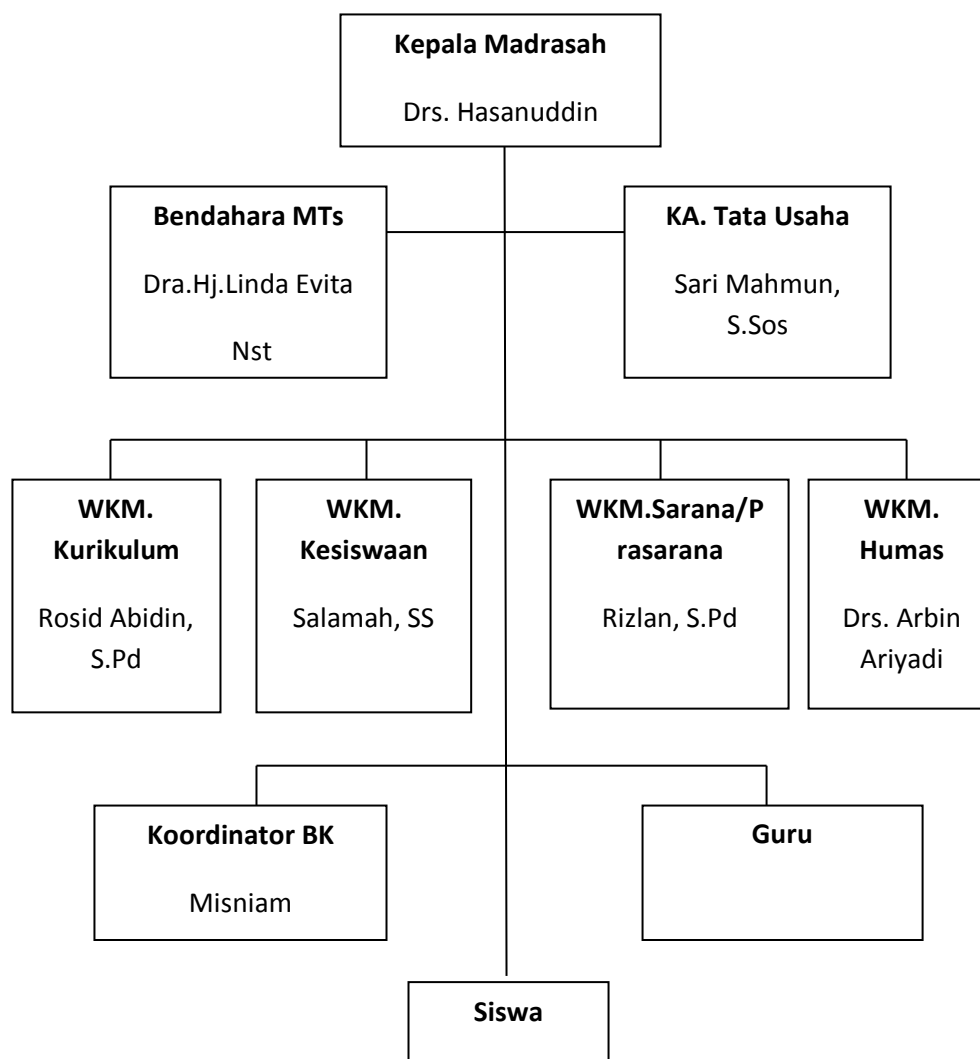 Kepala Madrasah
Drs. Hasanuddin
Bendahara MTs
Dra.Hj.Linda Evita
Nst
KA. Tata Usaha
Sari Mahmun,
S.Sos
WKM.
Kurikulum
Rosid Abidin,
S.Pd
WKM.
Kesiswaan
Salamah, SS
WKM.Sarana/P
rasarana
Rizlan, S.Pd
WKM.
Humas
Drs. Arbin
Ariyadi
Koordinator BK
Misniam
Guru
Siswa